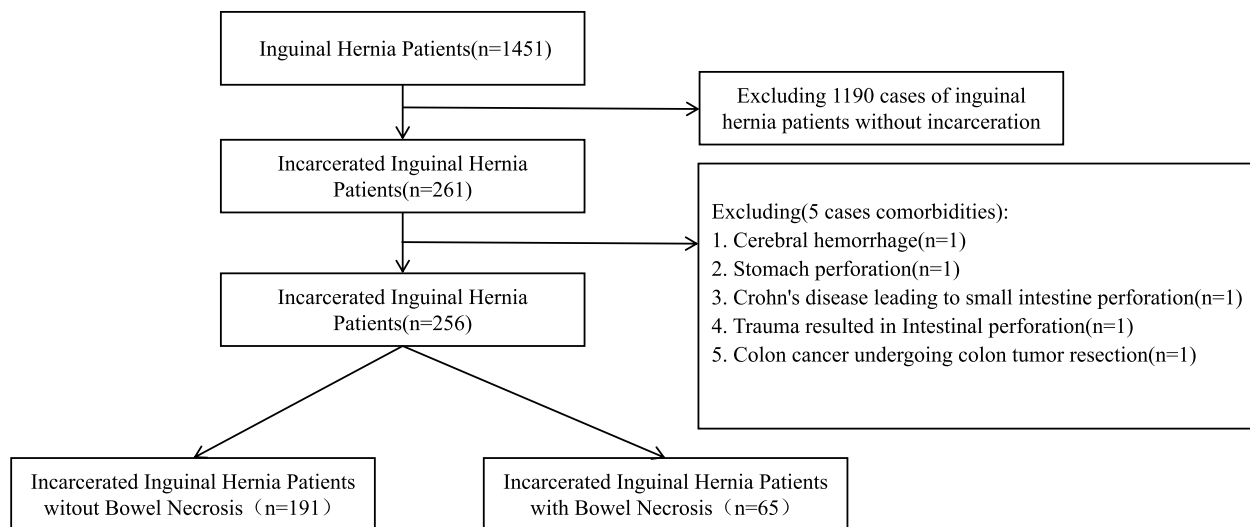 Inguinal Hernia Patients(n=1451)
Excluding 1190 cases of inguinal
hernia patients without incarceration
Incarcerated Inguinal Hernia
Patients(n=261)
Excluding(5 cases comorbidities):
1. Cerebral hemorrhage(n=1)
2. Stomach perforation(n=1)
3. Crohn's disease leading to small intestine perforation(n=1)
4. Trauma resulted in Intestinal perforation(n=1)
5. Colon cancer undergoing colon tumor resection(n=1)
Incarcerated Inguinal Hernia
Patients(n=256)
Incarcerated Inguinal Hernia Patients
witout Bowel Necrosis（n=191）
Incarcerated Inguinal Hernia Patients
with Bowel Necrosis（n=65）